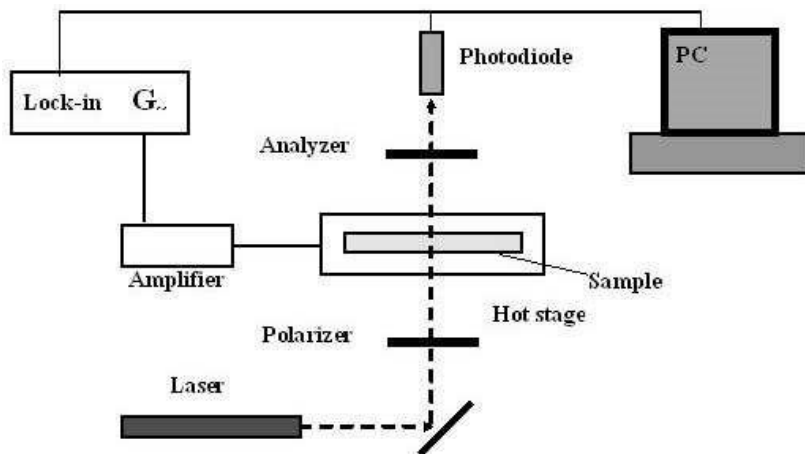 Photodiode
PC
Lock-in G~
Analyzer
Amplifier
Sample
Hot stage
Polarizer
Laser